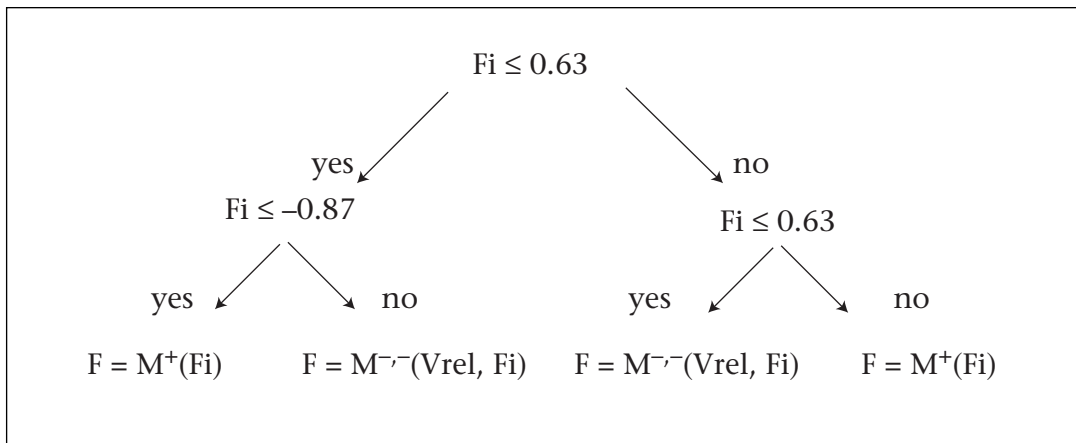 Fi ≤ 0.63
yes
no
Fi ≤ –0.87
Fi ≤ 0.63
yes
no
yes
no
F = M⁺(Fi)
F = M⁻,⁻(Vrel, Fi)
F = M⁻,⁻(Vrel, Fi)
F = M⁺(Fi)